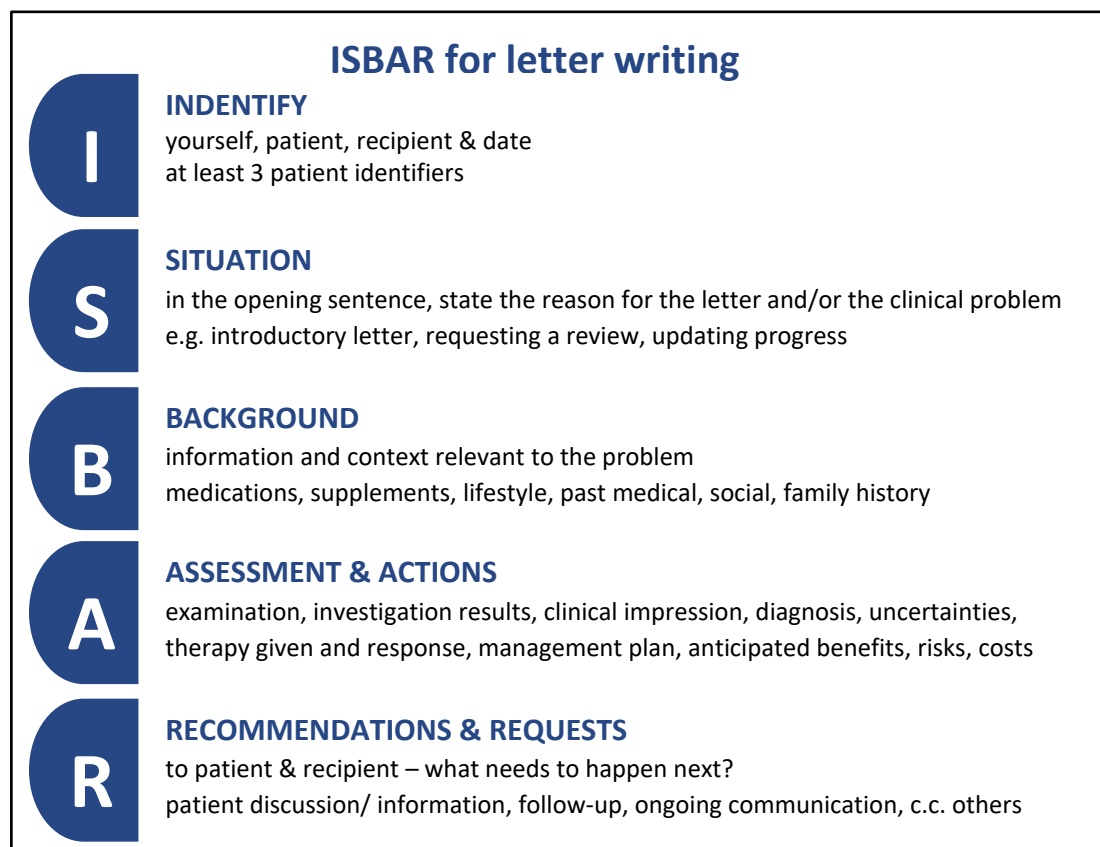 ISBAR for letter writing
I
INDENTIFY
yourself, patient, recipient & date
at least 3 patient identifiers
S
SITUATION
in the opening sentence, state the reason for the letter and/or the clinical problem
e.g. introductory letter, requesting a review, updating progress
B
BACKGROUND
information and context relevant to the problem
medications, supplements, lifestyle, past medical, social, family history
A
ASSESSMENT & ACTIONS
examination, investigation results, clinical impression, diagnosis, uncertainties,
therapy given and response, management plan, anticipated benefits, risks, costs
R
RECOMMENDATIONS & REQUESTS
to patient & recipient – what needs to happen next?
patient discussion/ information, follow-up, ongoing communication, c.c. others